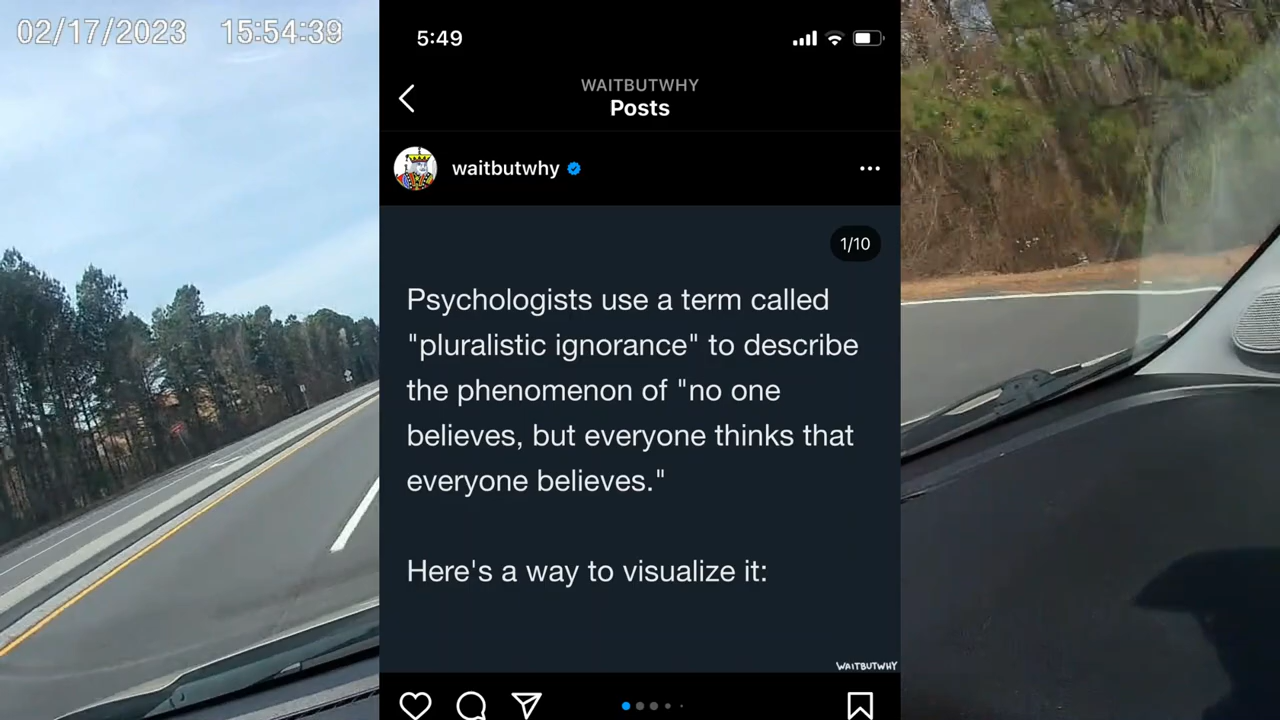 02/17/2023 15:54:39
5:49
WAITBUTWHY
Posts
waitbutwhy
1/10
Psychologists use a term called
"pluralistic ignorance" to describe
the phenomenon of "no one
believes, but everyone thinks that
everyone believes."
Here's a way to visualize it:
WAITBUTWHY